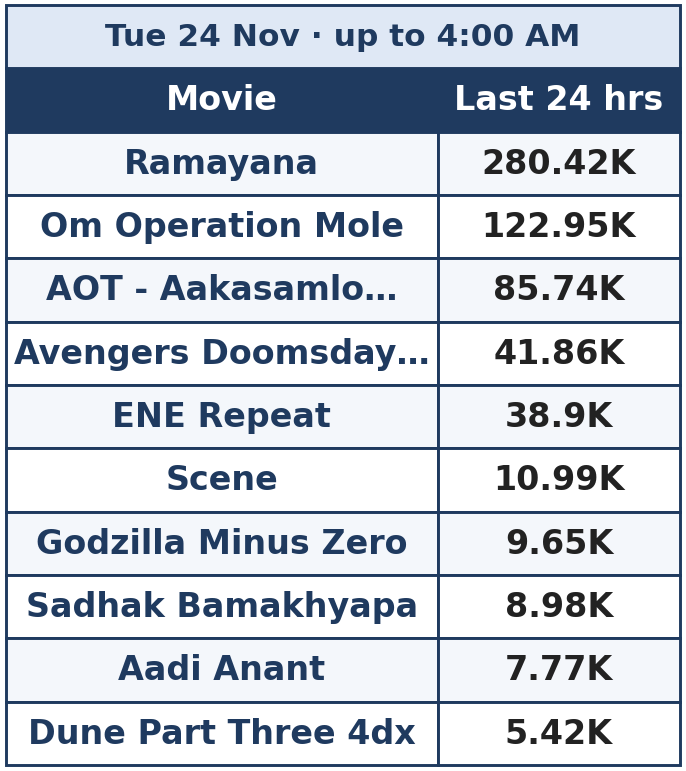 Tue 24 Nov · up to 4:00 AM
Movie Last 24 hrs
Ramayana 280.42K
Om Operation Mole 122.95K
AOT - Aakasamlo... 85.74K
Avengers Doomsday... 41.86K
ENE Repeat 38.9K
Scene 10.99K
Godzilla Minus Zero 9.65K
Sadhak Bamakhyapa 8.98K
Aadi Anant 7.77K
Dune Part Three 4dx 5.42K